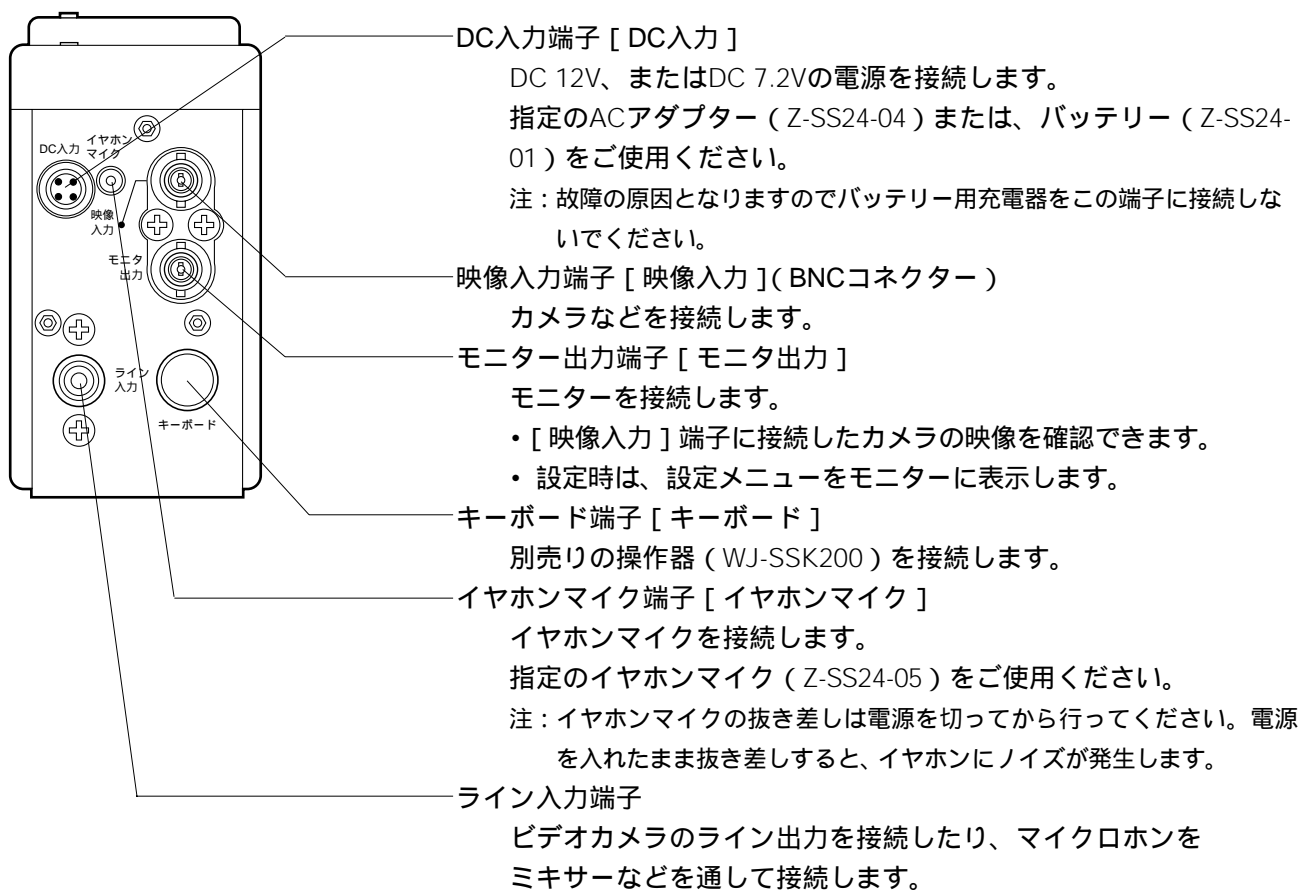 DC入力
イヤホン
マイク
映像
入力
モニタ
出力
ライン
入力
キーボード
DC入力端子［DC入力］
DC 12V、またはDC 7.2Vの電源を接続します。
指定のACアダプター（Z-SS24-04）または、バッテリー（Z-SS24-
01）をご使用ください。
注：故障の原因となりますのでバッテリー用充電器をこの端子に接続しな
いでください。
映像入力端子［映像入力］（BNCコネクター）
カメラなどを接続します。
モニター出力端子［モニタ出力］
モニターを接続します。
•［映像入力］端子に接続したカメラの映像を確認できます。
• 設定時は、設定メニューをモニターに表示します。
キーボード端子［キーボード］
別売りの操作器（WJ-SSK200）を接続します。
イヤホンマイク端子［イヤホンマイク］
イヤホンマイクを接続します。
指定のイヤホンマイク（Z-SS24-05）をご使用ください。
注：イヤホンマイクの抜き差しは電源を切ってから行ってください。電源
を入れたまま抜き差しすると、イヤホンにノイズが発生します。
ライン入力端子
ビデオカメラのライン出力を接続したり、マイクロホンを
ミキサーなどを通して接続します。